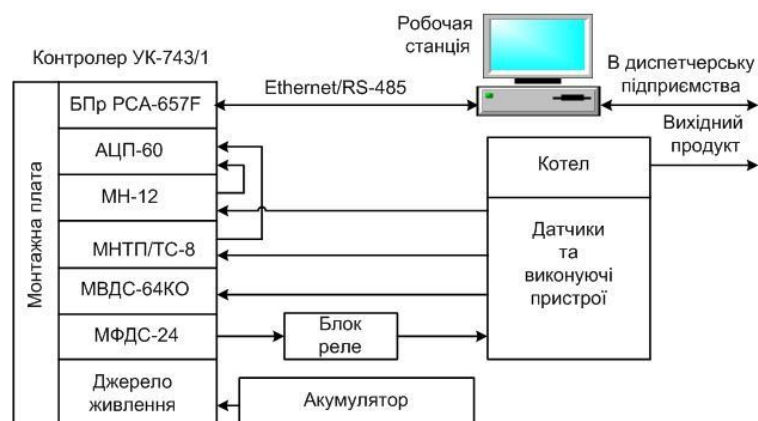 Робочая
станція
Контролер УК-743/1
В диспетчерську
підприємства
Ethernet/RS-485
БПр PCA-657F
Вихідний
продукт
АЦП-60
Котел
МН-12
Монтажна плата
Датчики
та
виконуючі
пристрої
МНТП/ТС-8
МВДС-64КО
МФДС-24
Блок
реле
Джерело
живлення
Акумулятор